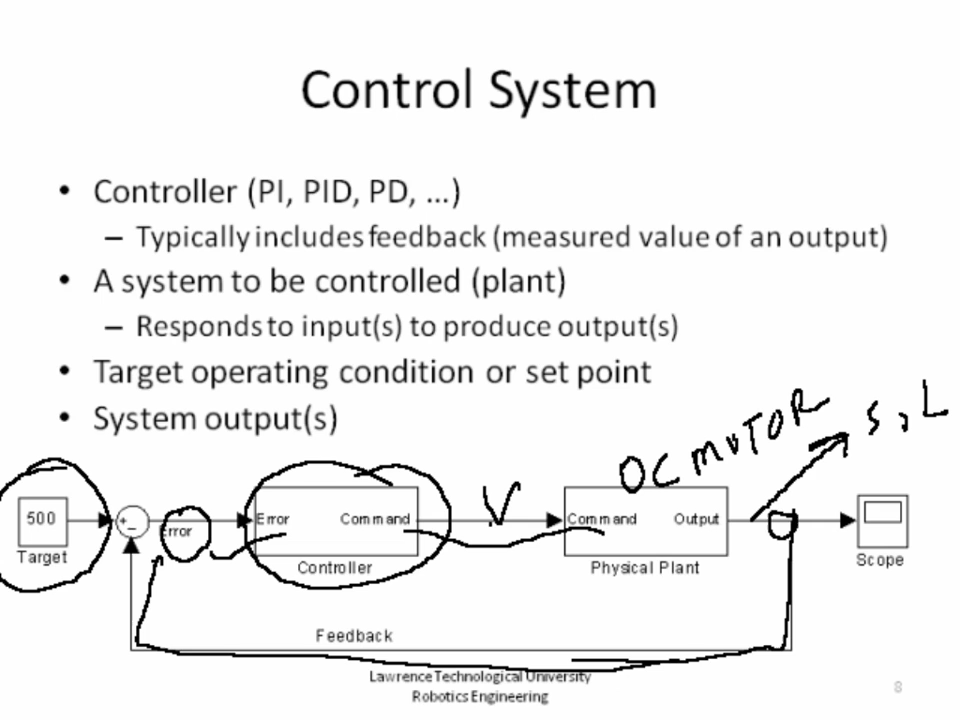 Control System
• Controller (PI, PID, PD, ...)
– Typically includes feedback (measured value of an output)
• A system to be controlled (plant)
– Responds to input(s) to produce output(s)
• Target operating condition or set point
• System output(s)
DC MOTOR
S, L
V
500
+_
Error
Error
Command
Command
Output
Target
Controller
Physical Plant
Scope
Feedback
Lawrence Technological University
Robotics Engineering
8